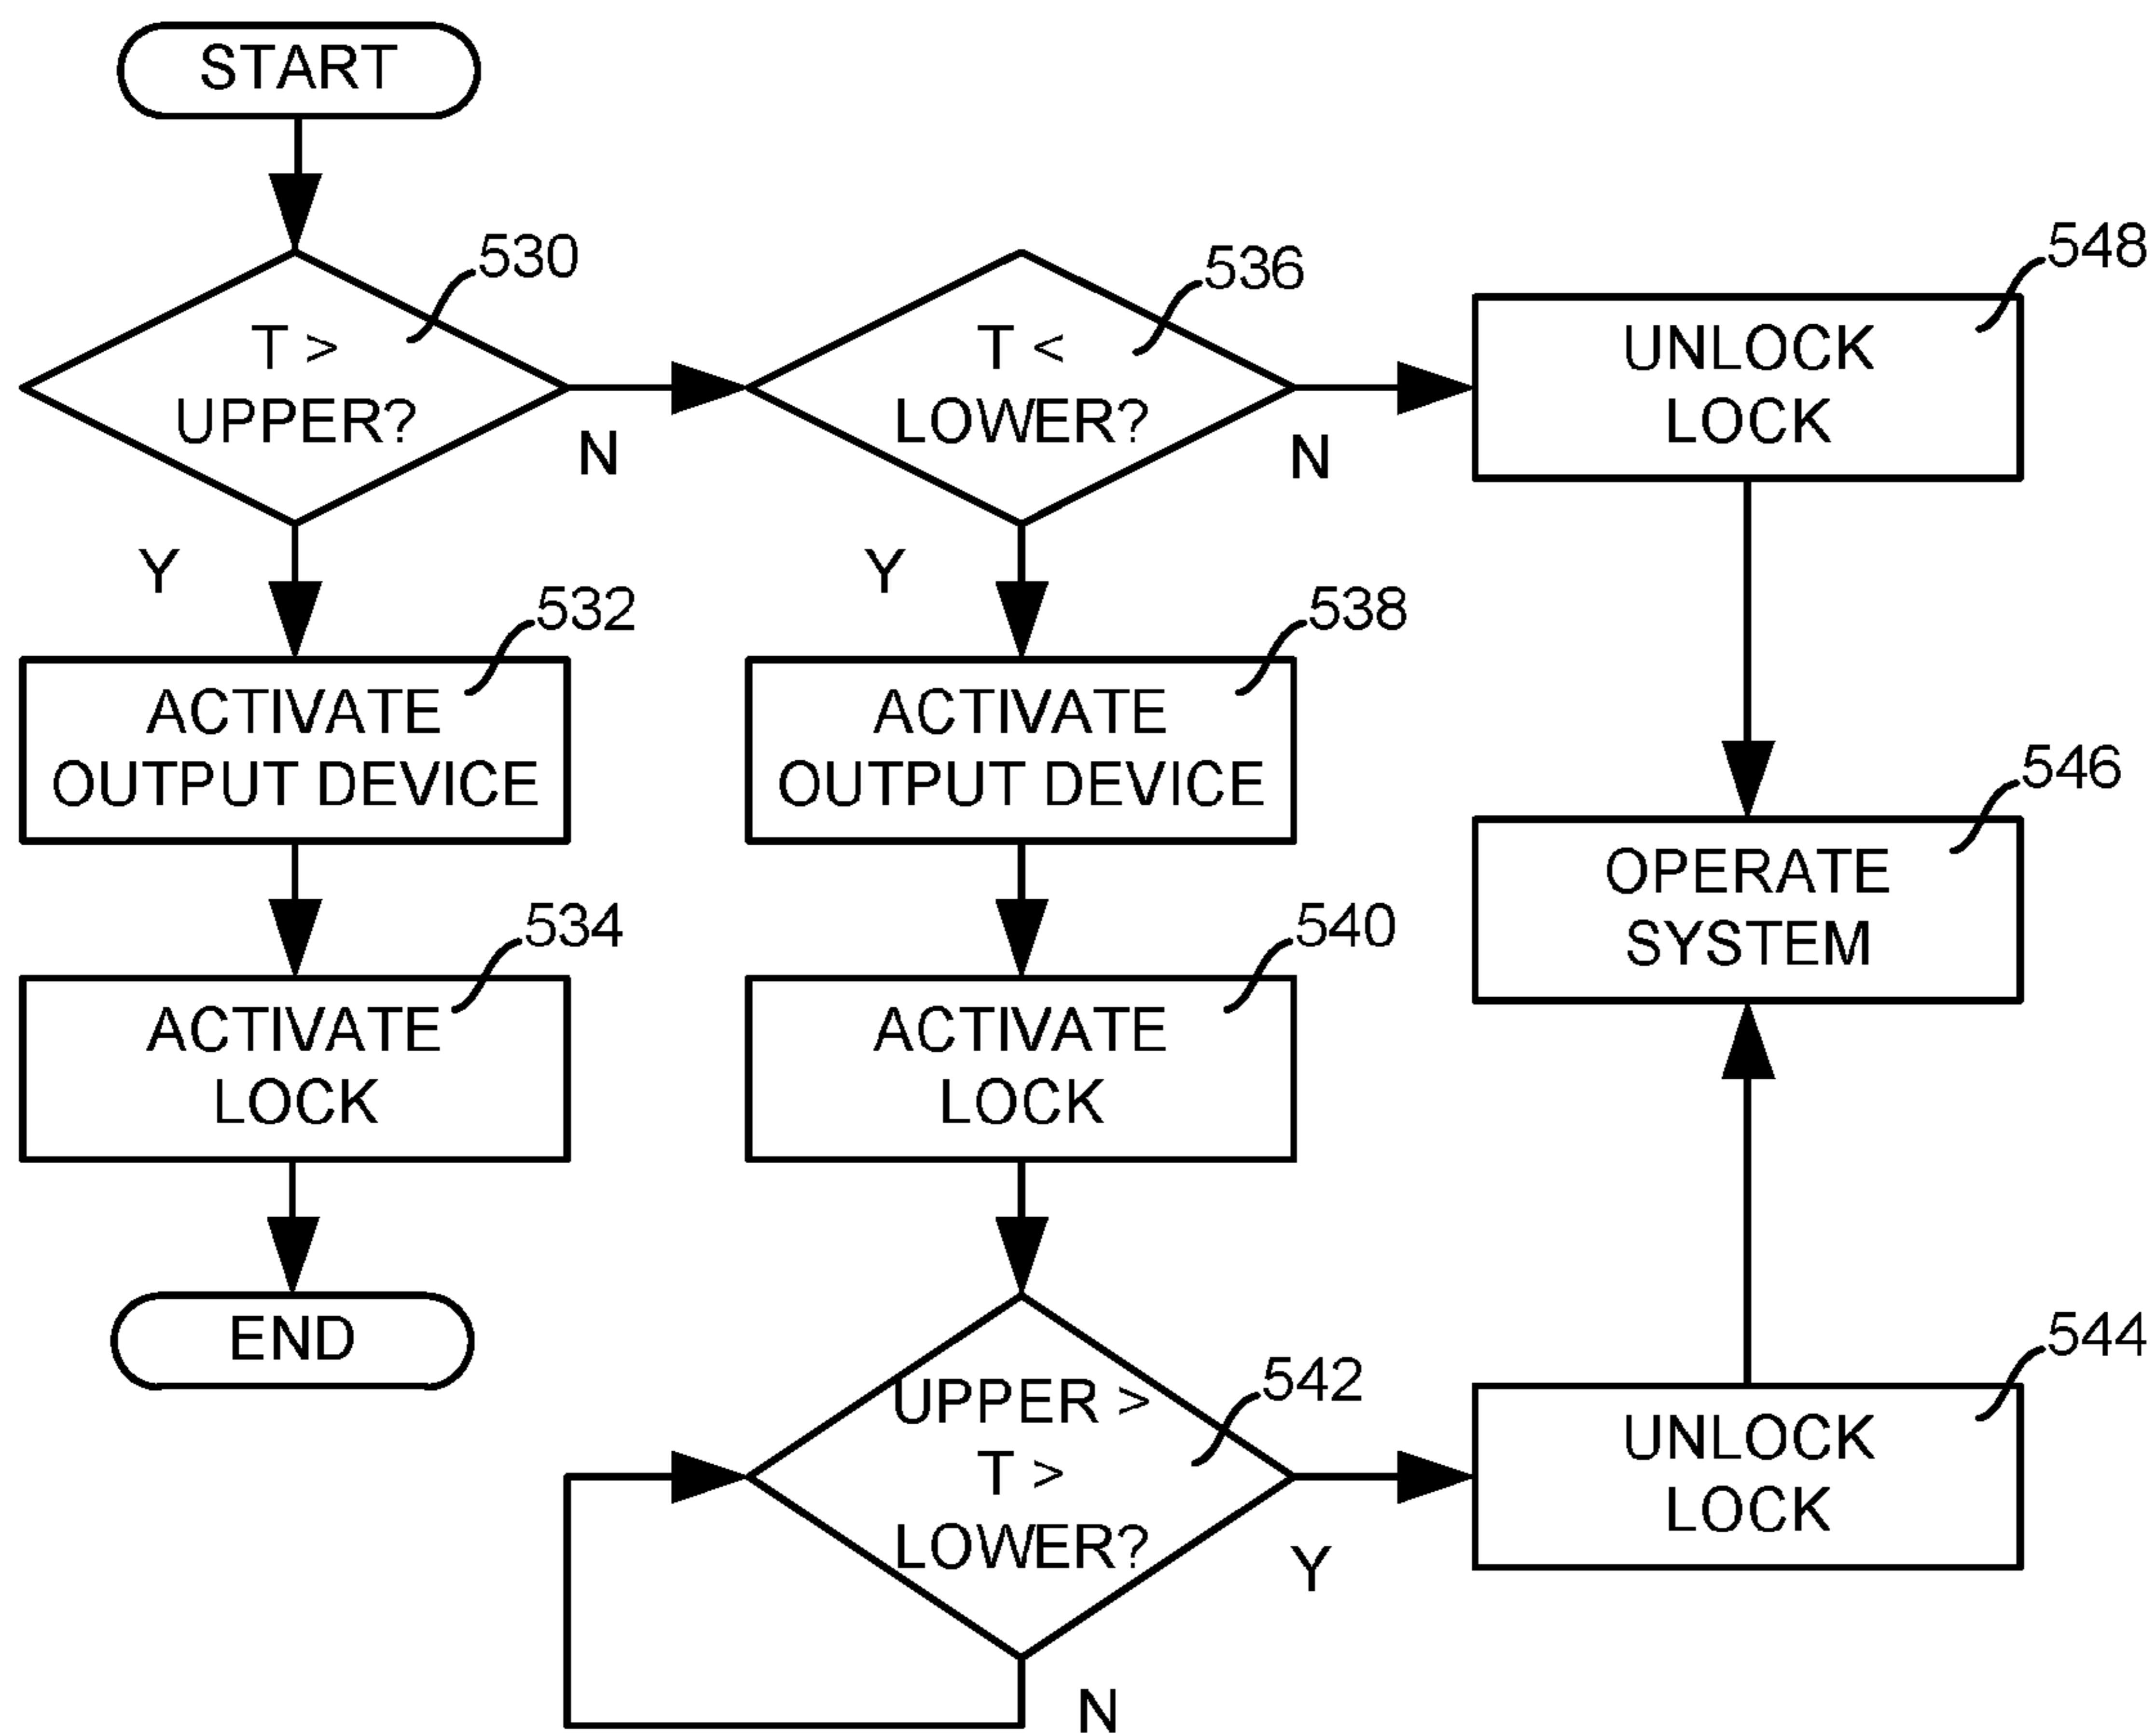 START
530
T >
UPPER?
Y
N
532
ACTIVATE
OUTPUT DEVICE
534
ACTIVATE
LOCK
END
536
T <
LOWER?
Y
N
538
ACTIVATE
OUTPUT DEVICE
540
ACTIVATE
LOCK
542
UPPER >
T >
LOWER?
Y
N
548
UNLOCK
LOCK
546
OPERATE
SYSTEM
544
UNLOCK
LOCK